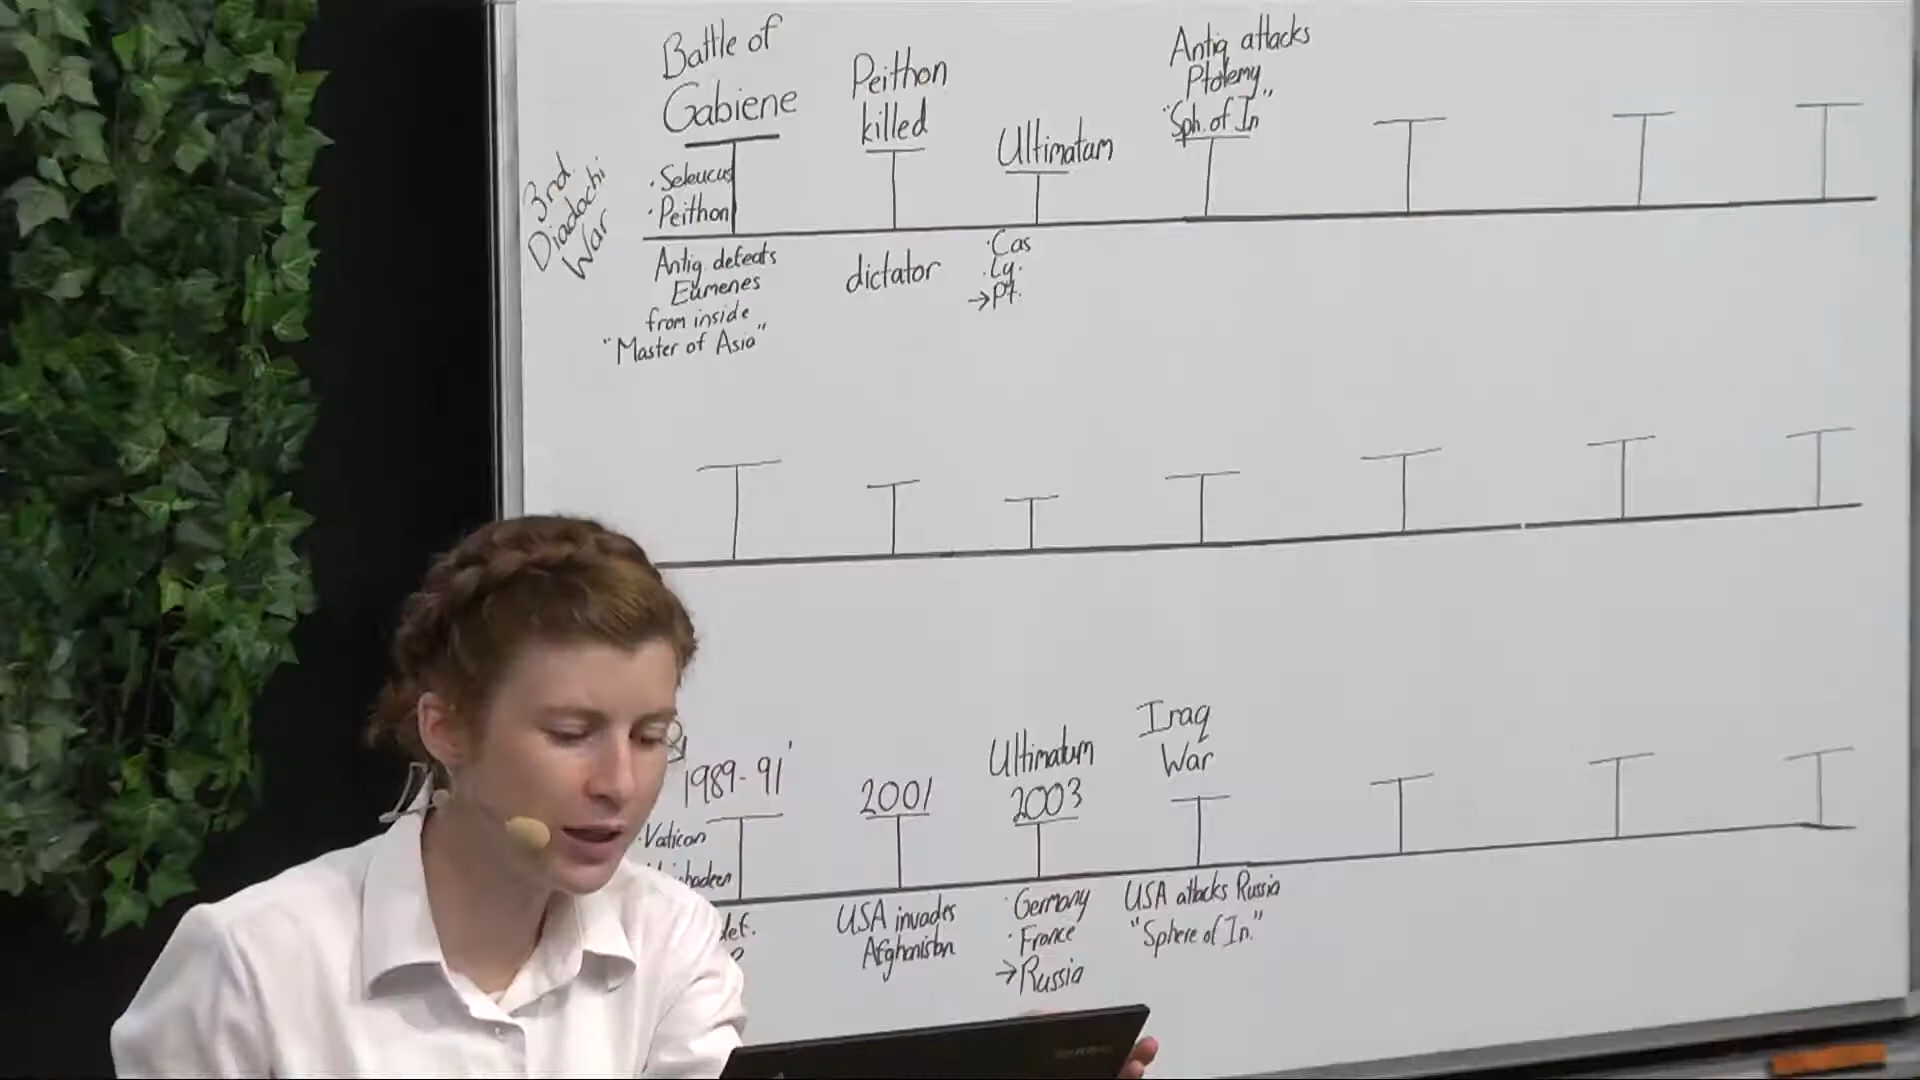 Battle of
Gabiene
Peithon
killed
Ultimatam
Antig attacks
Ptolemy
"Sph. of In"
3rd
Diadochi
War
· Seleucus
· Peithon
Antig. defeats
Eumenes
from inside
"Master of Asia"
dictator
· Cas
· Ly.
→ Pt.
1989-91
2001
Ultimatum
2003
Iraq
War
· Vatican
def.
USA invades
Afghanistan
· Germany
· France
→ Russia
USA attacks Russia
"Sphere of In."